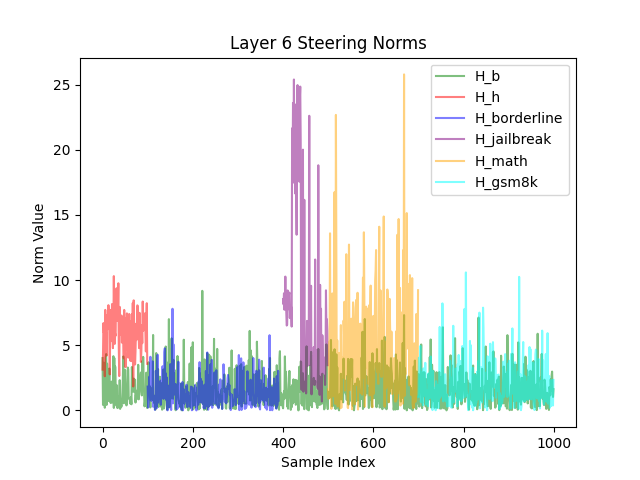 Layer 6 Steering Norms
25
20
15
10
5
0
Norm Value
H_b
H_h
H_borderline
H_jailbreak
H_math
H_gsm8k
0 200 400 600 800 1000
Sample Index